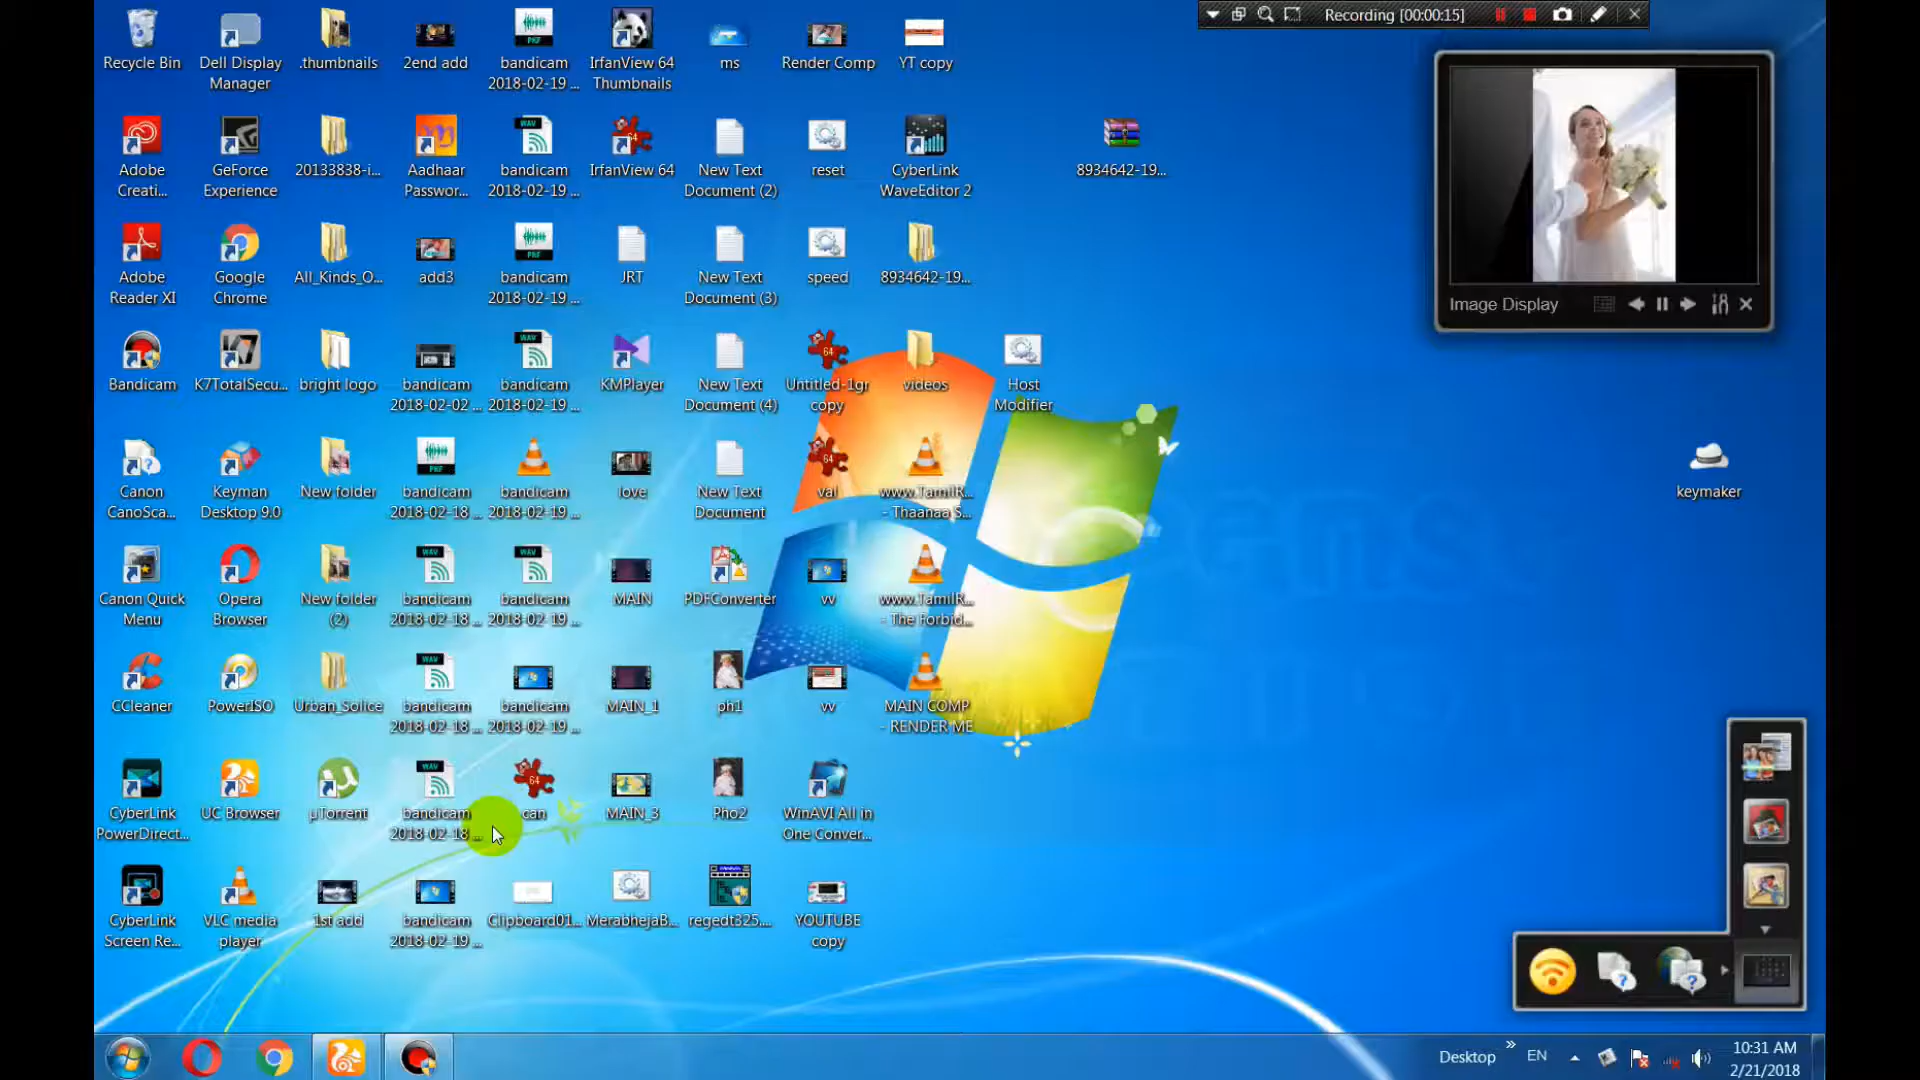 Recording [00:00:15]
Recycle Bin
Dell Display
Manager
.thumbnails
2end add
bandicam
2018-02-19 ...
IrfanView 64
Thumbnails
ms
Render Comp
YT copy
Adobe
Creati...
GeForce
Experience
20133838-i...
Aadhaar
Passwor...
bandicam
2018-02-19 ...
IrfanView 64
New Text
Document (2)
reset
CyberLink
WaveEditor 2
8934642-19...
Adobe
Reader XI
Google
Chrome
All_Kinds_O...
add3
bandicam
2018-02-19 ...
JRT
New Text
Document (3)
speed
8934642-19...
Image Display
Bandicam
K7TotalSecu...
bright logo
bandicam
2018-02-02 ...
bandicam
2018-02-19 ...
KMPlayer
New Text
Document (4)
Untitled-1gr
copy
videos
Host
Modifier
Canon
CanoSca...
Keyman
Desktop 9.0
New folder
bandicam
2018-02-18 ...
bandicam
2018-02-19 ...
love
New Text
Document
val
www.TamilR...
- Thaanaa S...
keymaker
Canon Quick
Menu
Opera
Browser
New folder
(2)
bandicam
2018-02-18 ...
bandicam
2018-02-19 ...
MAIN
PDFConverter
vv
www.TamilR...
- The Forbid...
CCleaner
PowerISO
Urban_Solice
bandicam
2018-02-18 ...
bandicam
2018-02-19 ...
MAIN_1
ph1
vv
MAIN COMP
- RENDER ME
CyberLink
PowerDirect...
UC Browser
µTorrent
bandicam
2018-02-18 ...
can
MAIN_3
Pho2
WinAVI All in
One Conver...
CyberLink
Screen Re...
VLC media
player
1st add
bandicam
2018-02-19 ...
Clipboard01...
MerabhejaB...
regedt325....
YOUTUBE
copy
Desktop
EN
10:31 AM
2/21/2018